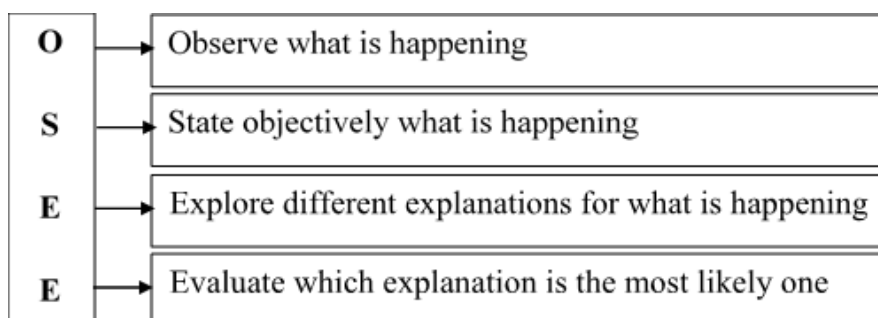 O Observe what is happening
S State objectively what is happening
E Explore different explanations for what is happening
E Evaluate which explanation is the most likely one